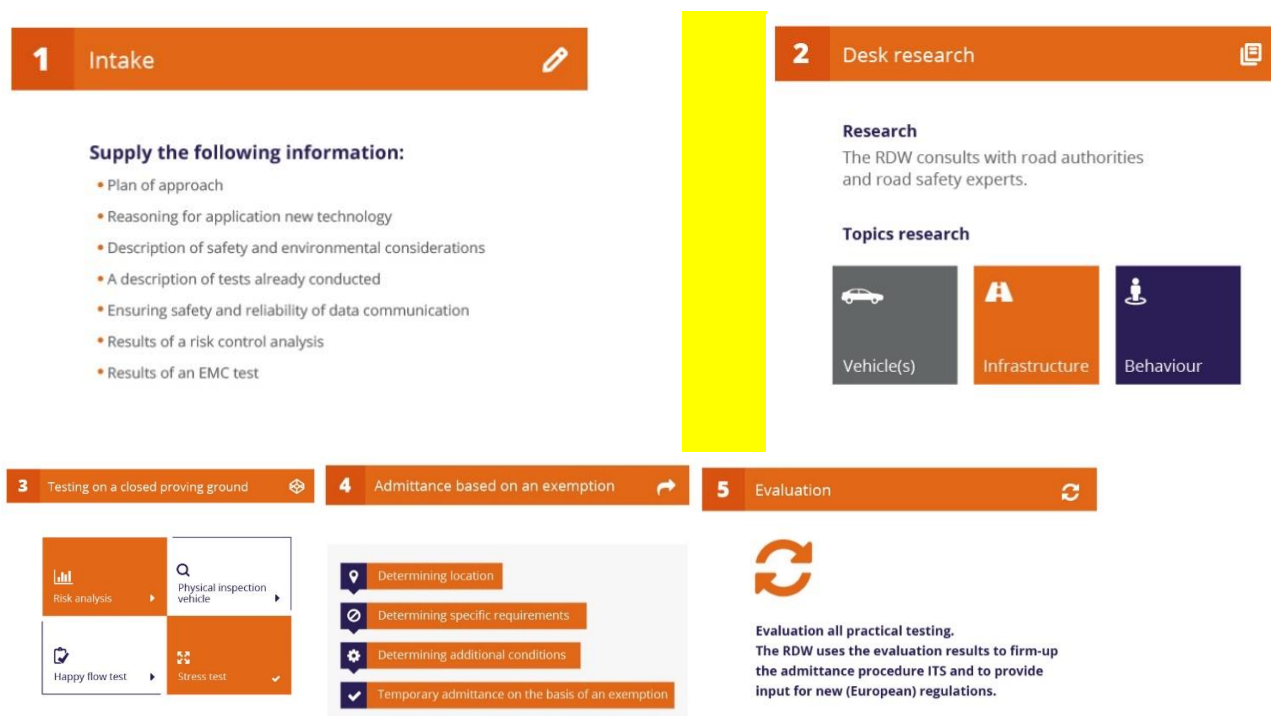 1 Intake
Supply the following information:
• Plan of approach
• Reasoning for application new technology
• Description of safety and environmental considerations
• A description of tests already conducted
• Ensuring safety and reliability of data communication
• Results of a risk control analysis
• Results of an EMC test
2 Desk research
Research
The RDW consults with road authorities
and road safety experts.
Topics research
Vehicle(s)
Infrastructure
Behaviour
3 Testing on a closed proving ground
Risk analysis
Physical inspection
vehicle
Happy flow test
Stress test
4 Admittance based on an exemption
Determining location
Determining specific requirements
Determining additional conditions
Temporary admittance on the basis of an exemption
5 Evaluation
Evaluation all practical testing.
The RDW uses the evaluation results to firm-up
the admittance procedure ITS and to provide
input for new (European) regulations.